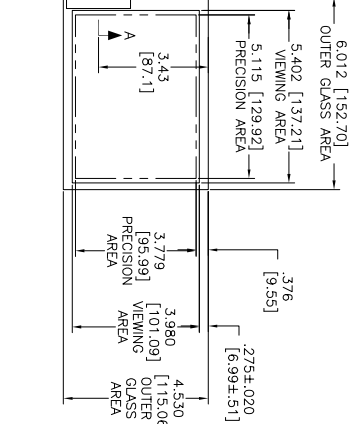 6.012 [152.70]
OUTER GLASS AREA
5.402 [137.21]
VIEWING AREA
5.115 [129.92]
PRECISION AREA
3.43
[87.1]
A
.376
[9.55]
.275±.020
[6.99±.51]
3.779
[95.99]
PRECISION
AREA
3.980
[101.09]
VIEWING
AREA
4.530
[115.06
OUTER
GLASS
AREA